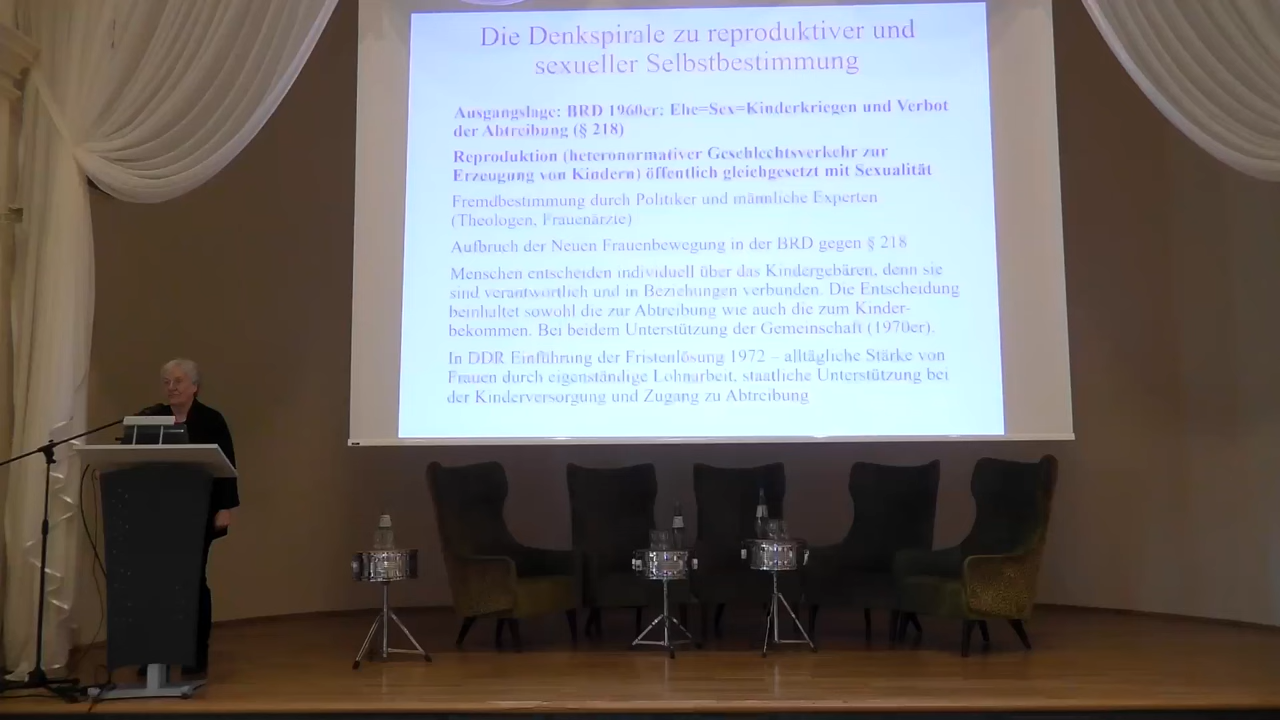 Die Denkspirale zu reproduktiver und
sexueller Selbstbestimmung
Ausgangslage: BRD 1960er: Ehe=Sex=Kinderkriegen und Verbot
der Abtreibung (§ 218)
Reproduktion (heteronormativer Geschlechtsverkehr zur
Erzeugung von Kindern) öffentlich gleichgesetzt mit Sexualität
Fremdbestimmung durch Politiker und männliche Experten
(Theologen, Frauenärzte)
Aufbruch der Neuen Frauenbewegung in der BRD gegen § 218
Menschen entscheiden individuell über das Kindergebären, denn sie
sind verantwortlich und in Beziehungen verbunden. Die Entscheidung
beinhaltet sowohl die zur Abtreibung wie auch die zum Kinder-
bekommen. Bei beidem Unterstützung der Gemeinschaft (1970er).
In DDR Einführung der Fristenlösung 1972 – alltägliche Stärke von
Frauen durch eigenständige Lohnarbeit, staatliche Unterstützung bei
der Kinderversorgung und Zugang zu Abtreibung